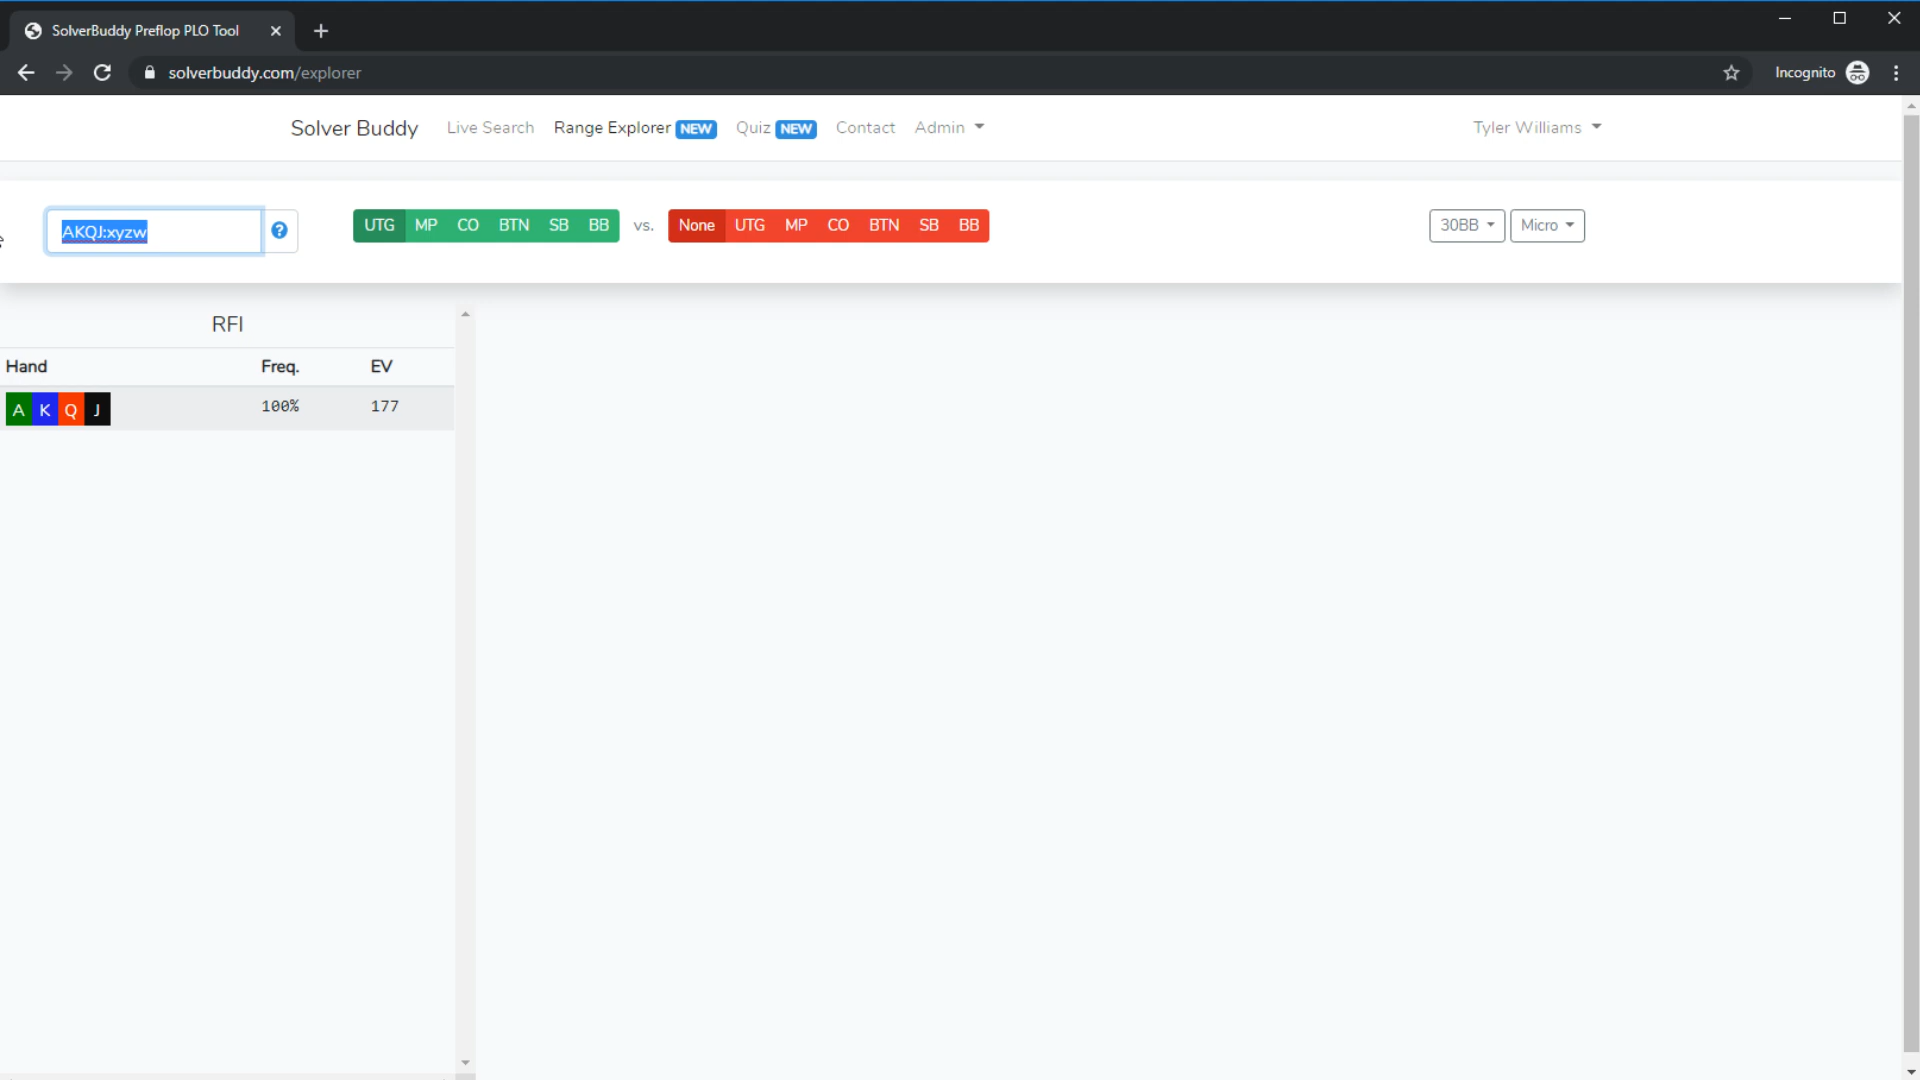 SolverBuddy Preflop PLO Tool
solverbuddy.com/explorer
Incognito
Solver Buddy Live Search Range Explorer NEW Quiz NEW Contact Admin Tyler Williams
AKQJ:xyzw ? UTG MP CO BTN SB BB vs. None UTG MP CO BTN SB BB 30BB Micro
RFI
Hand Freq. EV
A K Q J 100% 177